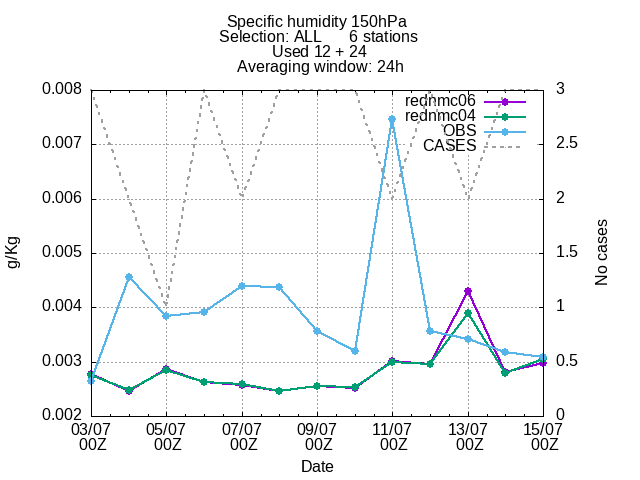 Specific humidity 150hPa
Selection: ALL 6 stations
Used 12 + 24
Averaging window: 24h
rednmc06
rednmc04
OBS
CASES
0.008
0.007
0.006
0.005
0.004
0.003
0.002
g/Kg
3
2.5
2
1.5
1
0.5
0
No cases
03/07 05/07 07/07 09/07 11/07 13/07 15/07
00Z 00Z 00Z 00Z 00Z 00Z 00Z
Date